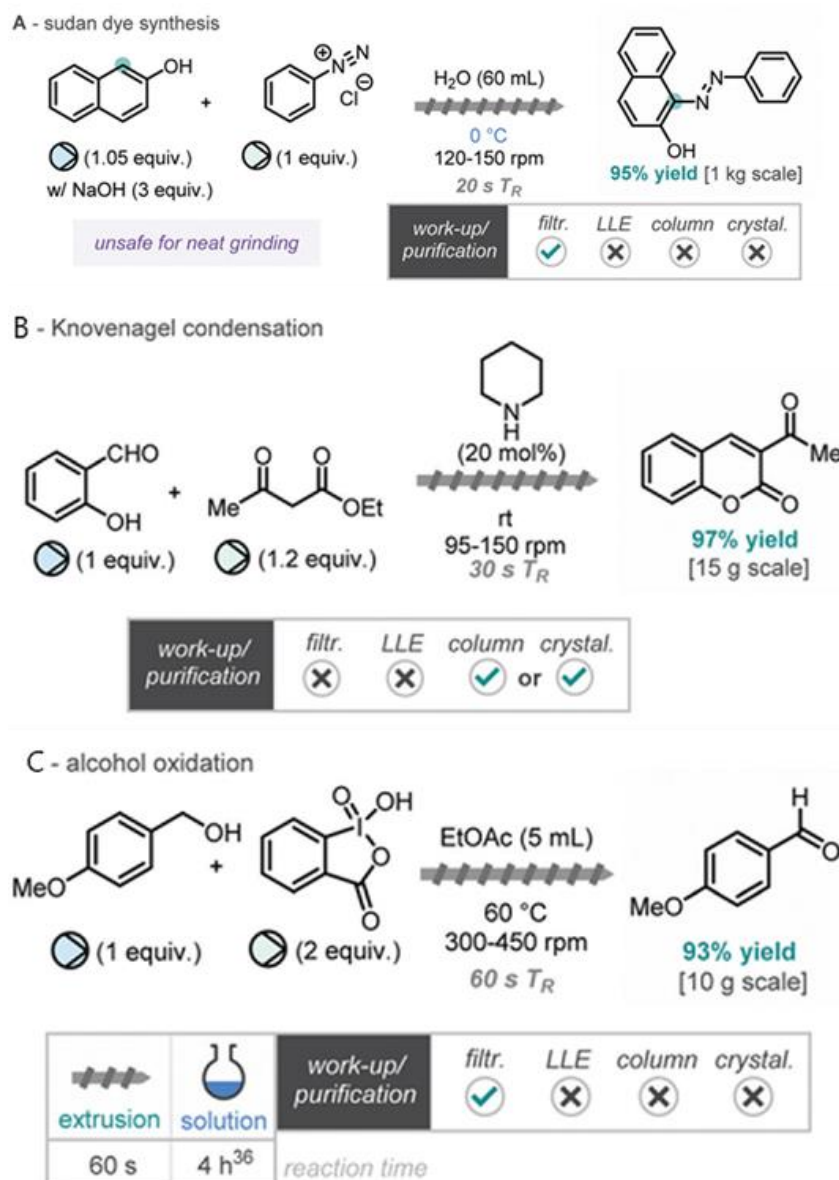 A - sudan dye synthesis
OH
+
N≡N
+
Cl⊖
H₂O (60 mL)
0 °C
120-150 rpm
20 s T_R
N
N
OH
(1.05 equiv.)
(1 equiv.)
w/ NaOH (3 equiv.)
95% yield [1 kg scale]
unsafe for neat grinding
work-up/
purification
filtr.
LLE
column
crystal.
B - Knovenagel condensation
CHO
OH
+
O
O
Me
OEt
N
H
(20 mol%)
rt
95-150 rpm
30 s T_R
O
Me
O
O
(1 equiv.)
(1.2 equiv.)
97% yield
[15 g scale]
work-up/
purification
filtr.
LLE
column
or
crystal.
C - alcohol oxidation
OH
MeO
+
O
OH
I
O
O
EtOAc (5 mL)
60 °C
300-450 rpm
60 s T_R
H
O
MeO
(1 equiv.)
(2 equiv.)
93% yield
[10 g scale]
extrusion
solution
60 s
4 h³⁶
reaction time
work-up/
purification
filtr.
LLE
column
crystal.